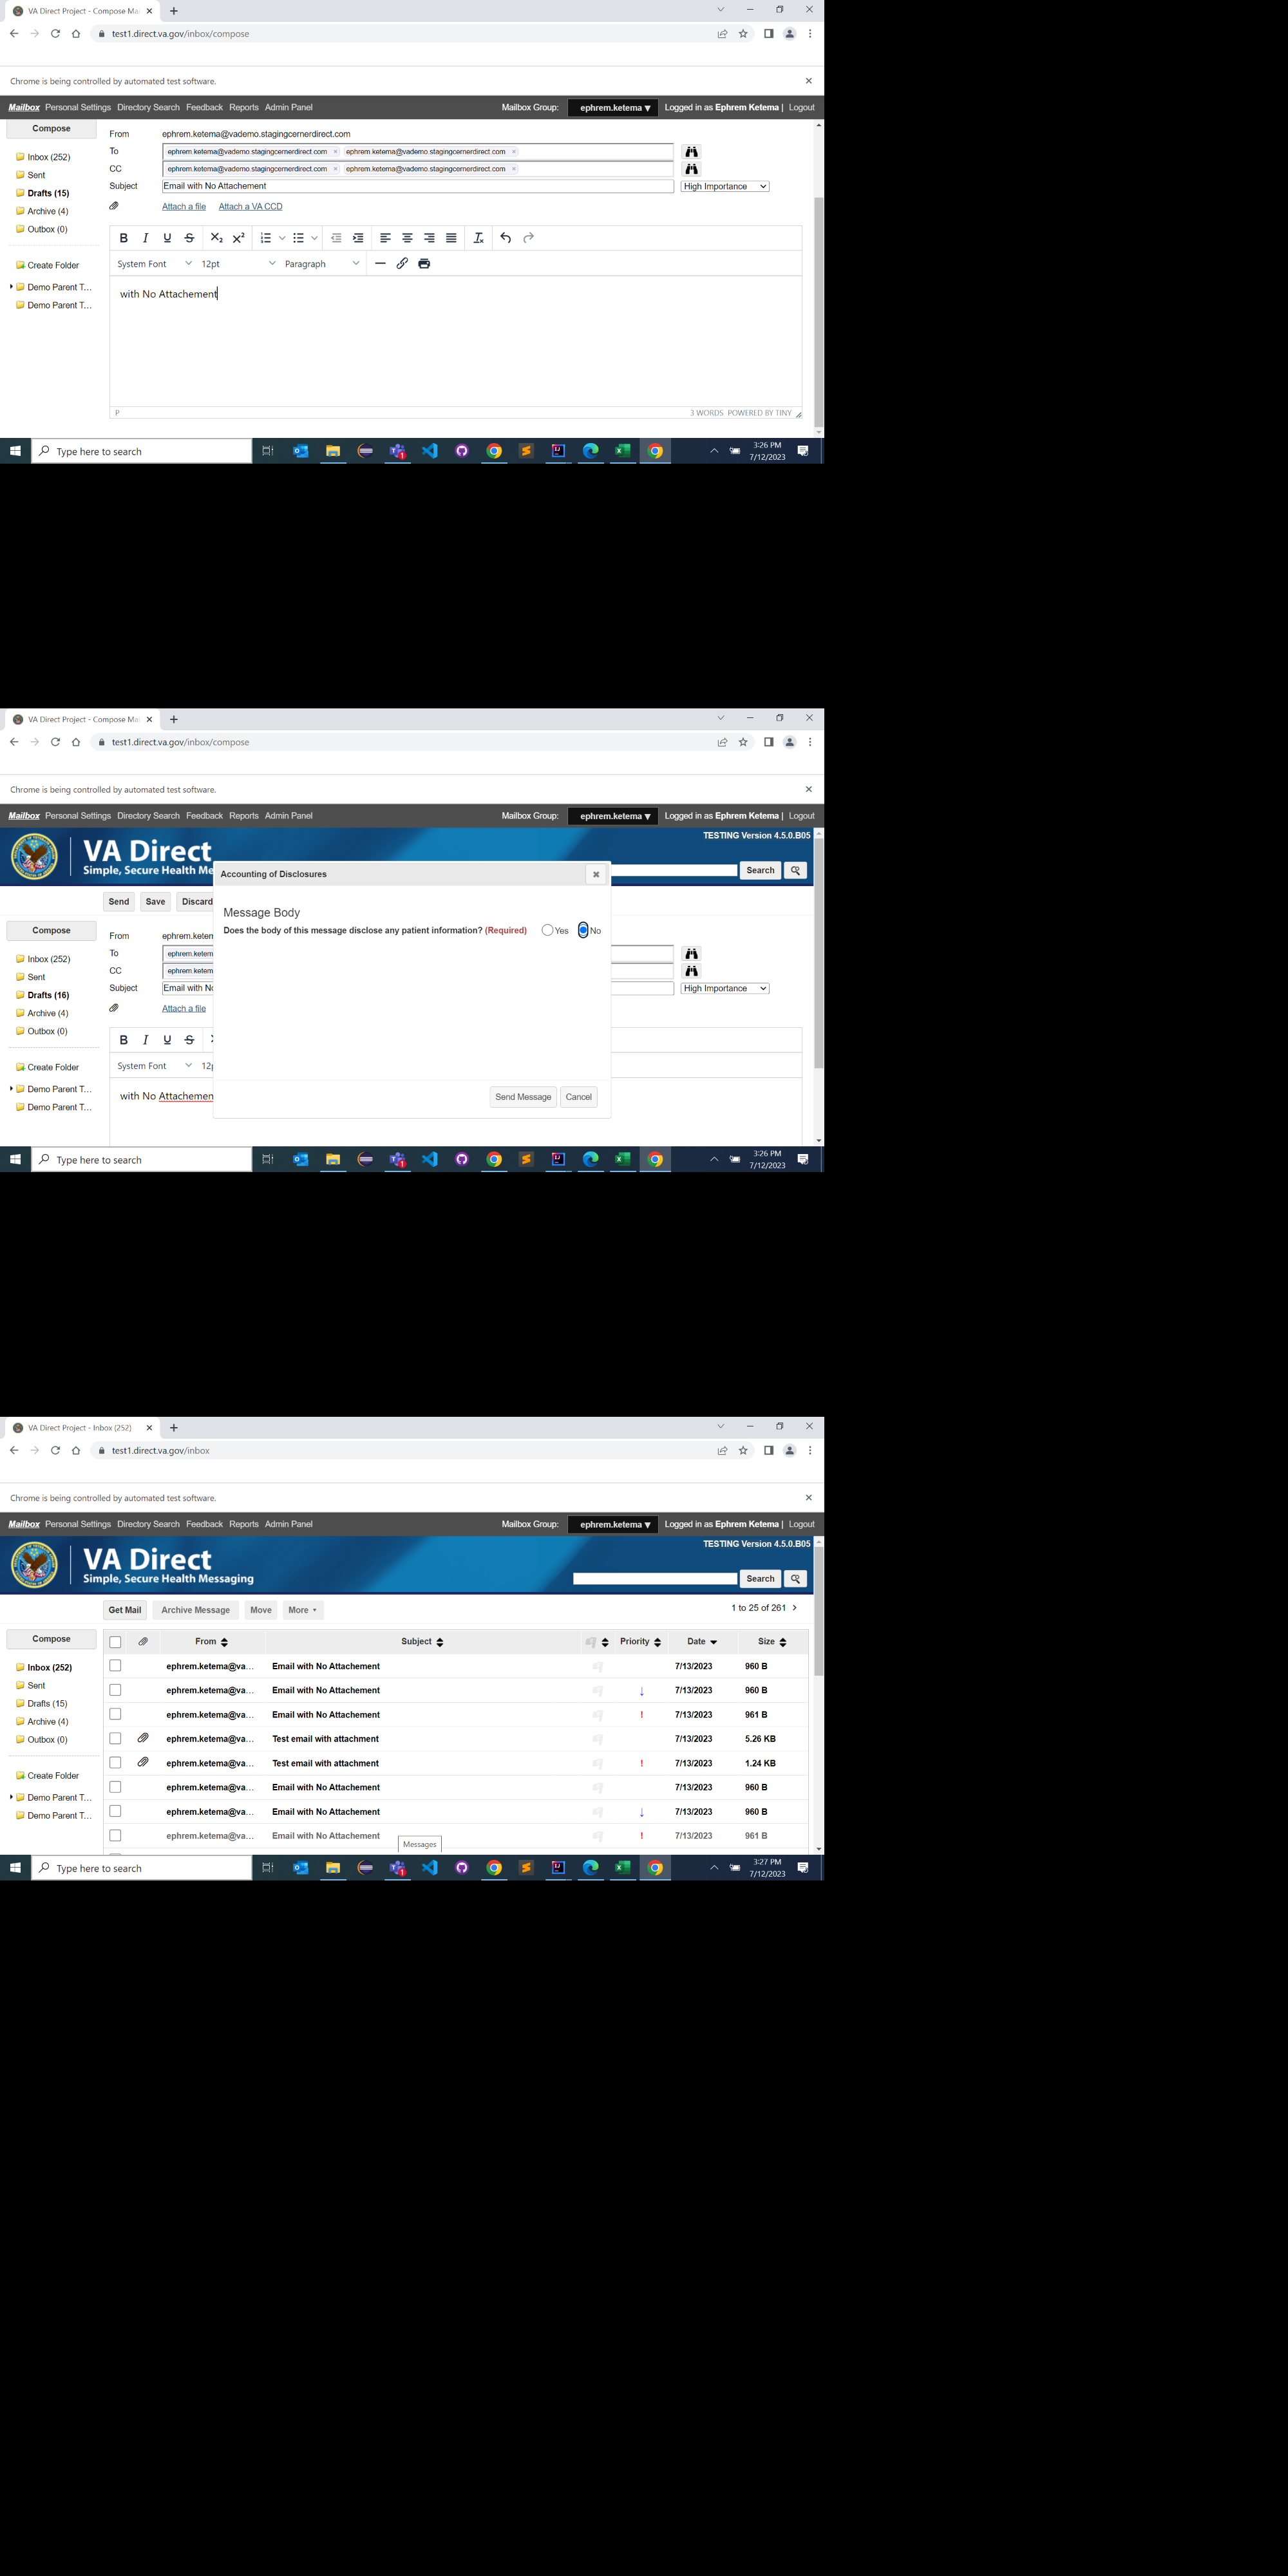 VA Direct Project - Compose Ma
test1.direct.va.gov/inbox/compose
Chrome is being controlled by automated test software.
Mailbox Personal Settings Directory Search Feedback Reports Admin Panel Mailbox Group: ephrem.ketema ▼ Logged in as Ephrem Ketema | Logout
Compose
From ephrem.ketema@vademo.stagingcernerdirect.com
To ephrem.ketema@vademo.stagingcernerdirect.com × ephrem.ketema@vademo.stagingcernerdirect.com ×
Inbox (252)
CC ephrem.ketema@vademo.stagingcernerdirect.com × ephrem.ketema@vademo.stagingcernerdirect.com ×
Sent
Subject Email with No Attachement High Importance
Drafts (15)
Attach a file Attach a VA CCD
Archive (4)
Outbox (0)
System Font 12pt Paragraph
Create Folder
Demo Parent T...
with No Attachement
Demo Parent T...
P 3 WORDS POWERED BY TINY
Type here to search
3:26 PM
7/12/2023
VA Direct Project - Compose Ma
test1.direct.va.gov/inbox/compose
Chrome is being controlled by automated test software.
Mailbox Personal Settings Directory Search Feedback Reports Admin Panel Mailbox Group: ephrem.ketema ▼ Logged in as Ephrem Ketema | Logout
TESTING Version 4.5.0.B05
VA Direct
Simple, Secure Health Me
Search
Accounting of Disclosures
Send Save Discard
Message Body
Does the body of this message disclose any patient information? (Required) Yes No
Compose
From ephrem.keter
To ephrem.ketem
Inbox (252)
CC ephrem.ketem
Sent
Subject Email with No High Importance
Drafts (16)
Attach a file
Archive (4)
Outbox (0)
System Font 12p
Create Folder
Demo Parent T...
with No Attachemen
Send Message Cancel
Demo Parent T...
Type here to search
3:26 PM
7/12/2023
VA Direct Project - Inbox (252)
test1.direct.va.gov/inbox
Chrome is being controlled by automated test software.
Mailbox Personal Settings Directory Search Feedback Reports Admin Panel Mailbox Group: ephrem.ketema ▼ Logged in as Ephrem Ketema | Logout
TESTING Version 4.5.0.B05
VA Direct
Simple, Secure Health Messaging
Search
Get Mail Archive Message Move More 1 to 25 of 261
Compose
From Subject Priority Date Size
Inbox (252)
Sent
Drafts (15)
Archive (4)
Outbox (0)
Create Folder
Demo Parent T...
Demo Parent T...
ephrem.ketema@va... Email with No Attachement 7/13/2023 960 B
ephrem.ketema@va... Email with No Attachement ↓ 7/13/2023 960 B
ephrem.ketema@va... Email with No Attachement ! 7/13/2023 961 B
ephrem.ketema@va... Test email with attachment 7/13/2023 5.26 KB
ephrem.ketema@va... Test email with attachment ! 7/13/2023 1.24 KB
ephrem.ketema@va... Email with No Attachement 7/13/2023 960 B
ephrem.ketema@va... Email with No Attachement ↓ 7/13/2023 960 B
ephrem.ketema@va... Email with No Attachement ! 7/13/2023 961 B
Messages
Type here to search
3:27 PM
7/12/2023